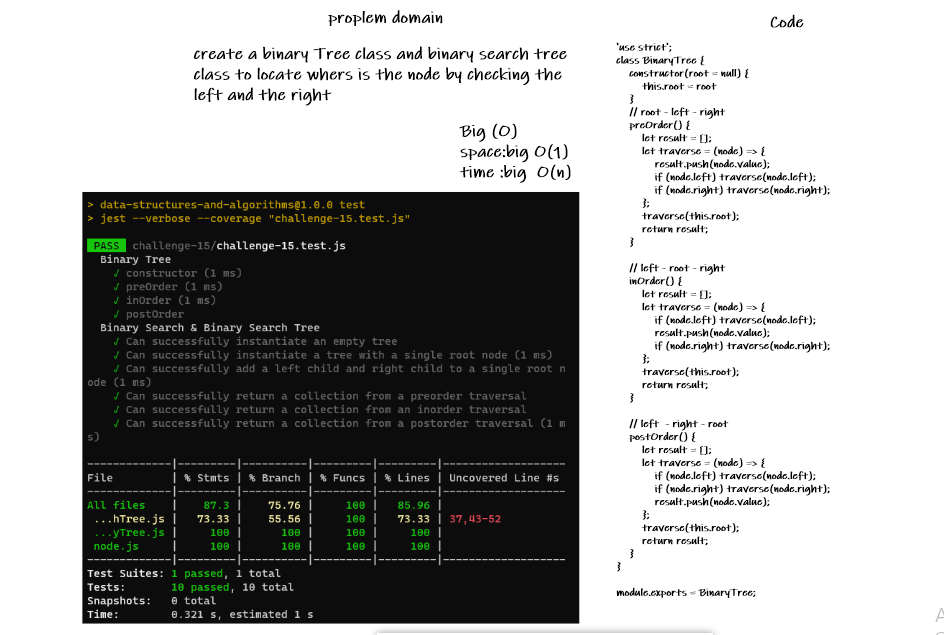 proplem domain
create a binary Tree class and binary search tree
class to locate whers is the node by checking the
left and the right
Big (O)
space:big O(1)
time :big O(n)
> data-structures-and-algorithms@1.0.0 test
> jest --verbose --coverage "challenge-15.test.js"
PASS challenge-15/challenge-15.test.js
Binary Tree
✓ constructor (1 ms)
✓ preOrder (1 ms)
✓ inOrder (1 ms)
✓ postOrder
Binary Search & Binary Search Tree
✓ Can successfully instantiate an empty tree
✓ Can successfully instantiate a tree with a single root node (1 ms)
✓ Can successfully add a left child and right child to a single root n
ode (1 ms)
✓ Can successfully return a collection from a preorder traversal
✓ Can successfully return a collection from an inorder traversal
✓ Can successfully return a collection from a postorder traversal (1 m
s)
-------------|---------|----------|---------|---------|-------------------
File | % Stmts | % Branch | % Funcs | % Lines | Uncovered Line #s
-------------|---------|----------|---------|---------|-------------------
All files | 87.3 | 75.76 | 100 | 85.96 |
...hTree.js | 73.33 | 55.56 | 100 | 73.33 | 37,43-52
...yTree.js | 100 | 100 | 100 | 100 |
node.js | 100 | 100 | 100 | 100 |
-------------|---------|----------|---------|---------|-------------------
Test Suites: 1 passed, 1 total
Tests: 10 passed, 10 total
Snapshots: 0 total
Time: 0.321 s, estimated 1 s
Code
'use strict';
class BinaryTree {
constructor(root = null) {
this.root = root
}
// root - left - right
preOrder() {
let result = [];
let traverse = (node) => {
result.push(node.value);
if (node.left) traverse(node.left);
if (node.right) traverse(node.right);
};
traverse(this.root);
return result;
}
// left - root - right
inOrder() {
let result = [];
let traverse = (node) => {
if (node.left) traverse(node.left);
result.push(node.value);
if (node.right) traverse(node.right);
};
traverse(this.root);
return result;
}
// left - right - root
postOrder() {
let result = [];
let traverse = (node) => {
if (node.left) traverse(node.left);
if (node.right) traverse(node.right);
result.push(node.value);
};
traverse(this.root);
return result;
}
}
module.exports = BinaryTree;